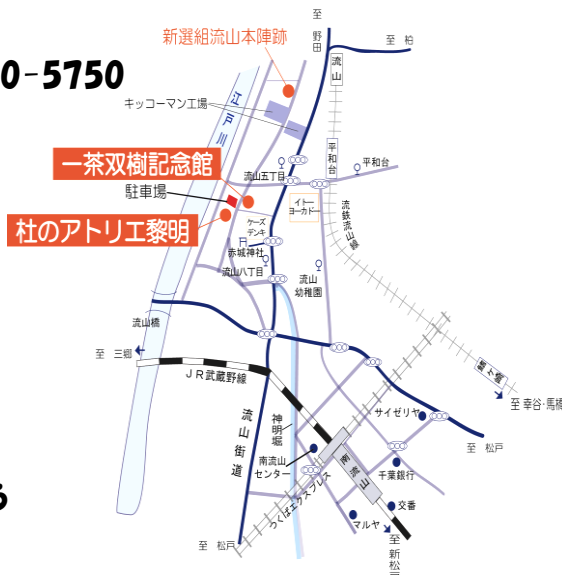 至 野田
至 柏
新選組流山本陣跡
流山
0-5750
キッコーマン工場
江戸川
平和台
一茶双樹記念館
流山五丁目
平和台
駐車場
イトーヨーカドー
流鉄流山線
杜のアトリエ黎明
ケーズデンキ
赤城神社
流山八丁目
流山幼稚園
流山橋
至 三郷
JR武蔵野線
鰭ヶ崎
至 幸谷・馬橋
サイゼリヤ
流山街道
神明堀
至 松戸
南流山センター
南流山
千葉銀行
つくばエクスプレス
交番
マルヤ
至 松戸
至 新松戸